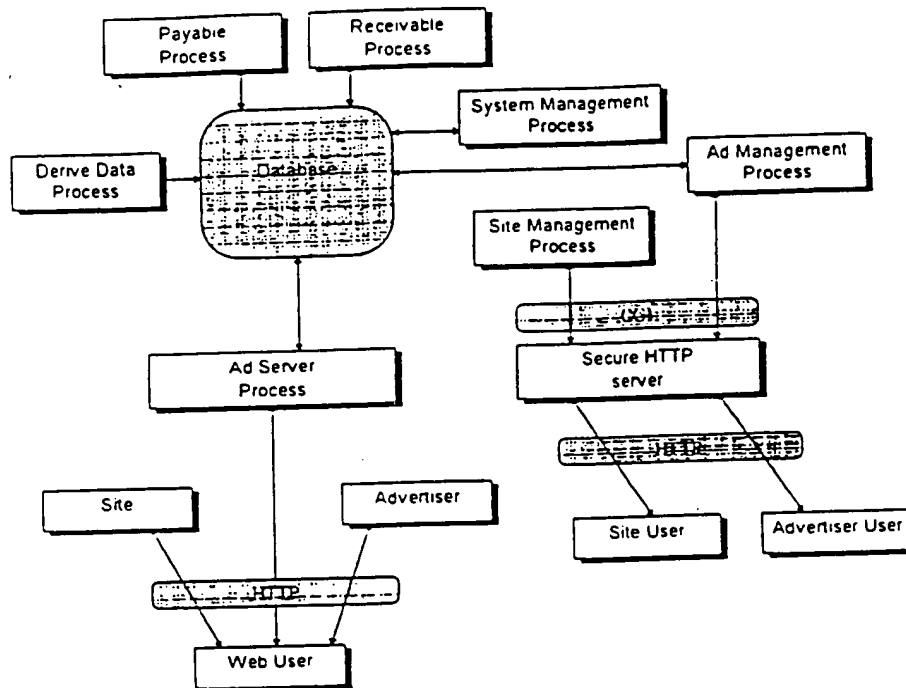 Payable
Process
Receivable
Process
System Management
Process
Database
Derive Data
Process
Ad Management
Process
Site Management
Process
CGI
Ad Server
Process
Secure HTTP
server
HTTP
Site
Advertiser
Site User
Advertiser User
HTTP
Web User